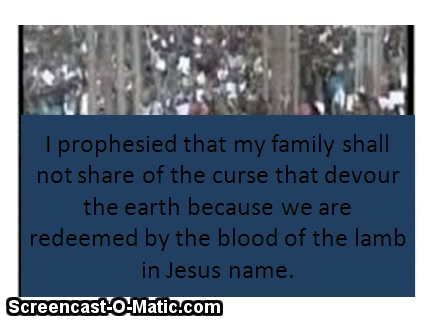 I prophesied that my family shall
not share of the curse that devour
the earth because we are
redeemed by the blood of the lamb
in Jesus name.
Screencast-O-Matic.com